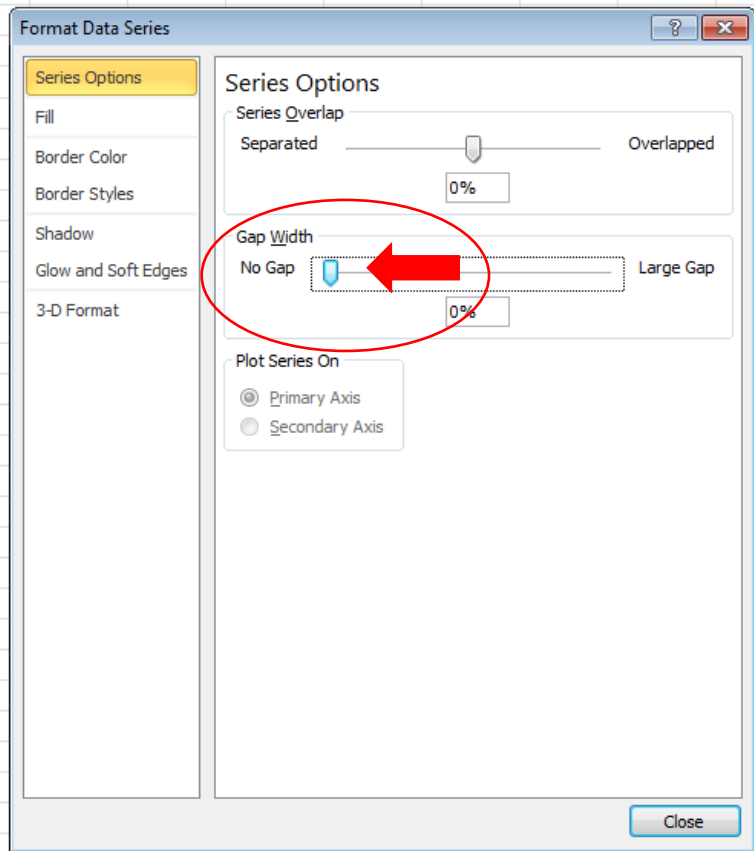 Format Data Series
?
Series Options
Fill
Border Color
Border Styles
Shadow
Glow and Soft Edges
3-D Format
Series Options
Series Overlap
Separated Overlapped
0%
Gap Width
No Gap Large Gap
0%
Plot Series On
Primary Axis
Secondary Axis
Close